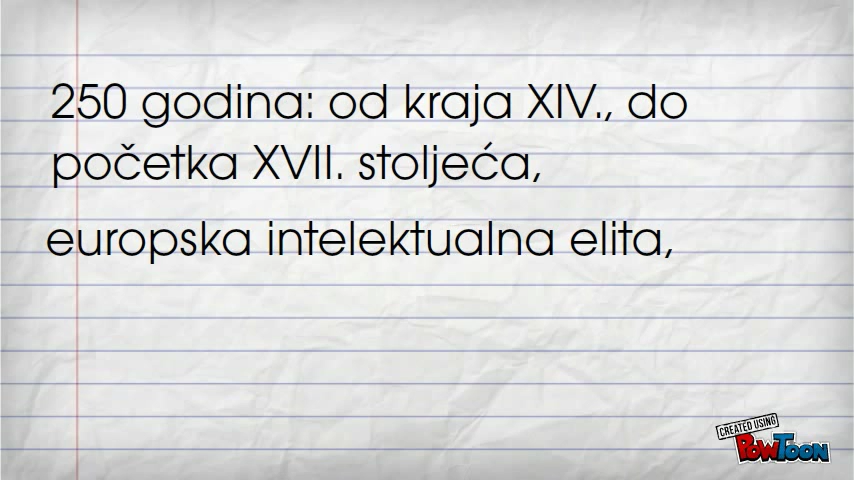 250 godina: od kraja XIV., do
početka XVII. stoljeća,
europska intelektualna elita,
CREATED USING
POWTOON